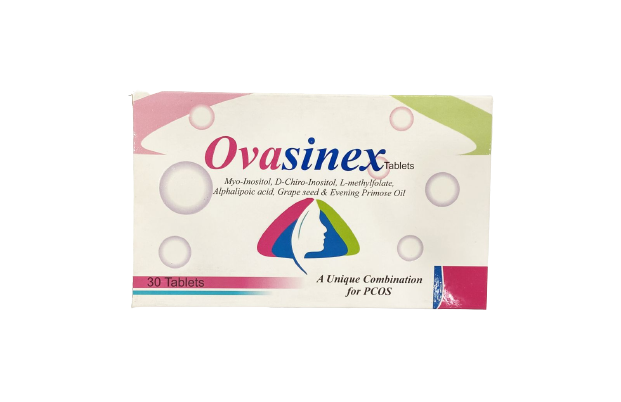 Ovasinex Tablets
Myo-Inositol, D-Chiro-Inositol, L-methylfolate,
Alphalipoic acid, Grape seed & Evening Primose Oil
30 Tablets
A Unique Combination
for PCOS